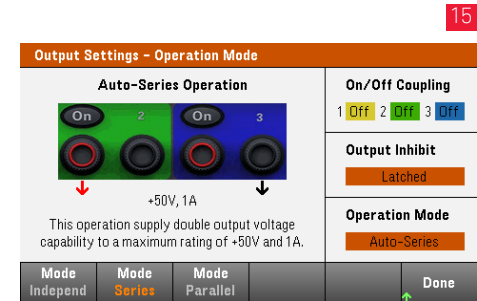 15
Output Settings - Operation Mode
Auto-Series Operation
On 2 On 3
+50V, 1A
This operation supply double output voltage
capability to a maximum rating of +50V and 1A.
On/Off Coupling
1 Off 2 Off 3 Off
Output Inhibit
Latched
Operation Mode
Auto-Series
Mode Mode Mode
Independ Series Parallel
Done